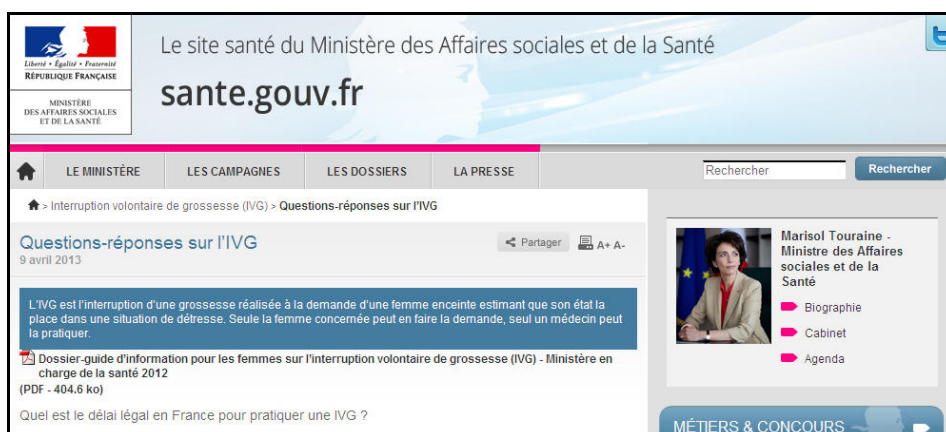 Liberté • Égalité • Fraternité
RÉPUBLIQUE FRANÇAISE
MINISTÈRE
DES AFFAIRES SOCIALES
ET DE LA SANTÉ
Le site santé du Ministère des Affaires sociales et de la Santé
sante.gouv.fr
LE MINISTÈRE LES CAMPAGNES LES DOSSIERS LA PRESSE
Rechercher Rechercher
> Interruption volontaire de grossesse (IVG) > Questions-réponses sur l'IVG
Questions-réponses sur l'IVG
9 avril 2013
Partager A+ A-
L'IVG est l'interruption d'une grossesse réalisée à la demande d'une femme enceinte estimant que son état la
place dans une situation de détresse. Seule la femme concernée peut en faire la demande, seul un médecin peut
la pratiquer.
Dossier-guide d'information pour les femmes sur l'interruption volontaire de grossesse (IVG) - Ministère en
charge de la santé 2012
(PDF - 404.6 ko)
Quel est le délai légal en France pour pratiquer une IVG ?
Marisol Touraine -
Ministre des Affaires
sociales et de la
Santé
Biographie
Cabinet
Agenda
MÉTIERS & CONCOURS